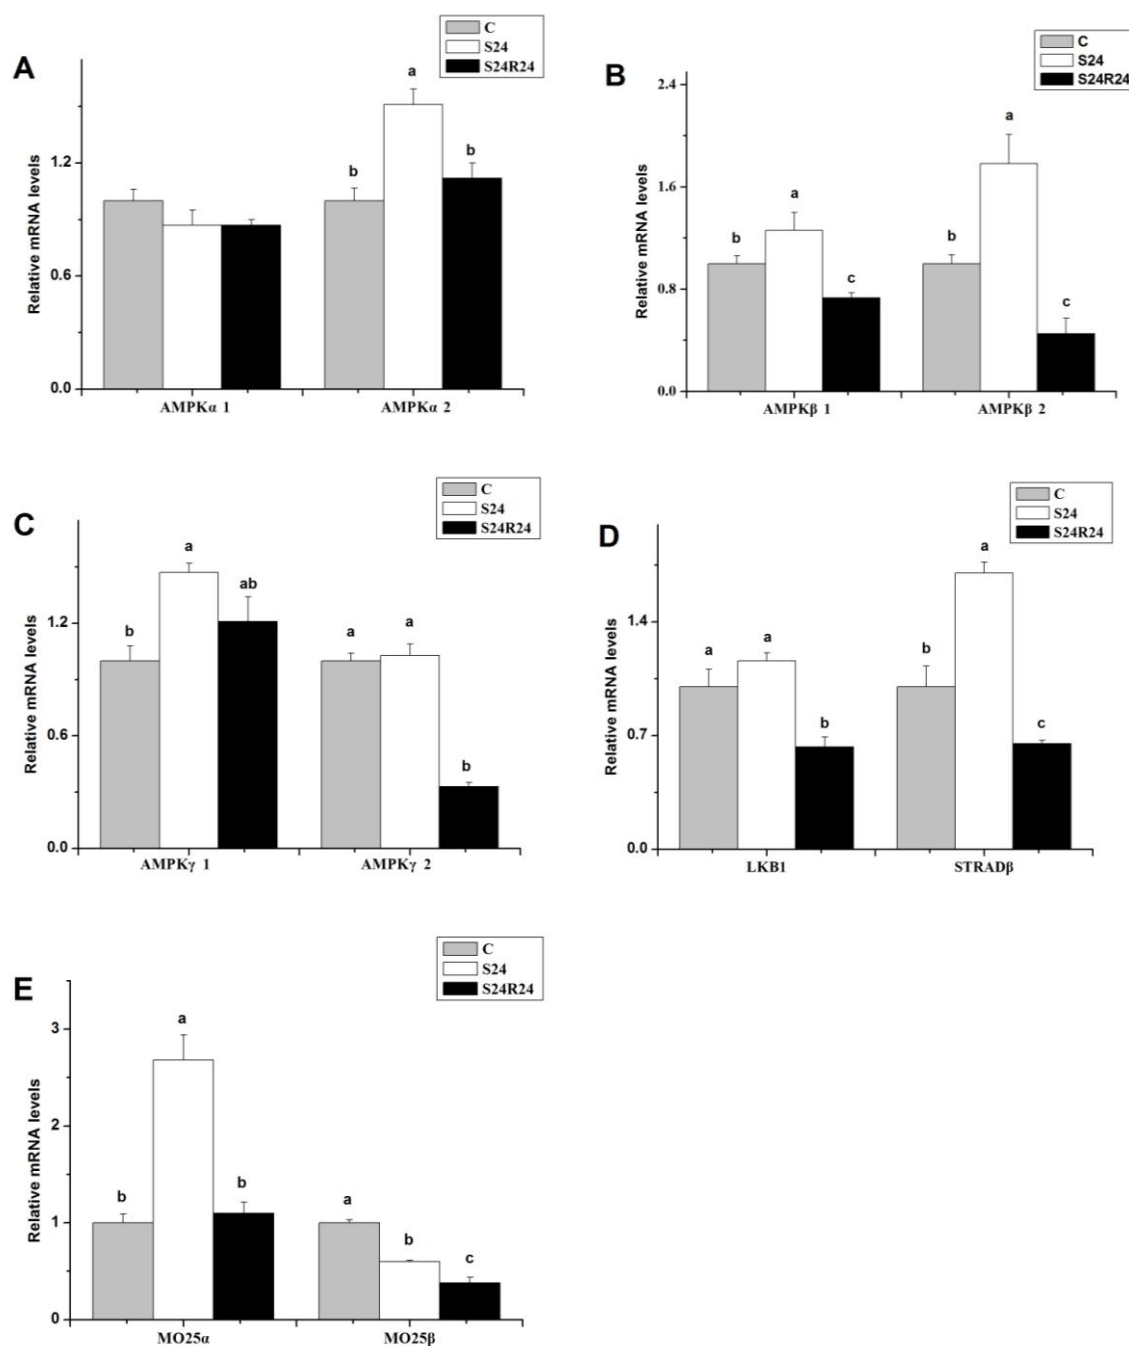 A
C
S24
S24R24
Relative mRNA levels
1.2
0.6
0.0
b
a
b
AMPKα 1
AMPKα 2
B
C
S24
S24R24
Relative mRNA levels
2.4
1.6
0.8
0.0
b
a
c
b
a
c
AMPKβ 1
AMPKβ 2
C
C
S24
S24R24
Relative mRNA levels
1.2
0.6
0.0
b
a
ab
a
a
b
AMPKγ 1
AMPKγ 2
D
C
S24
S24R24
Relative mRNA levels
1.4
0.7
0.0
a
a
b
b
a
c
LKB1
STRADβ
E
C
S24
S24R24
Relative mRNA levels
3
2
1
0
b
a
b
a
b
c
MO25α
MO25β